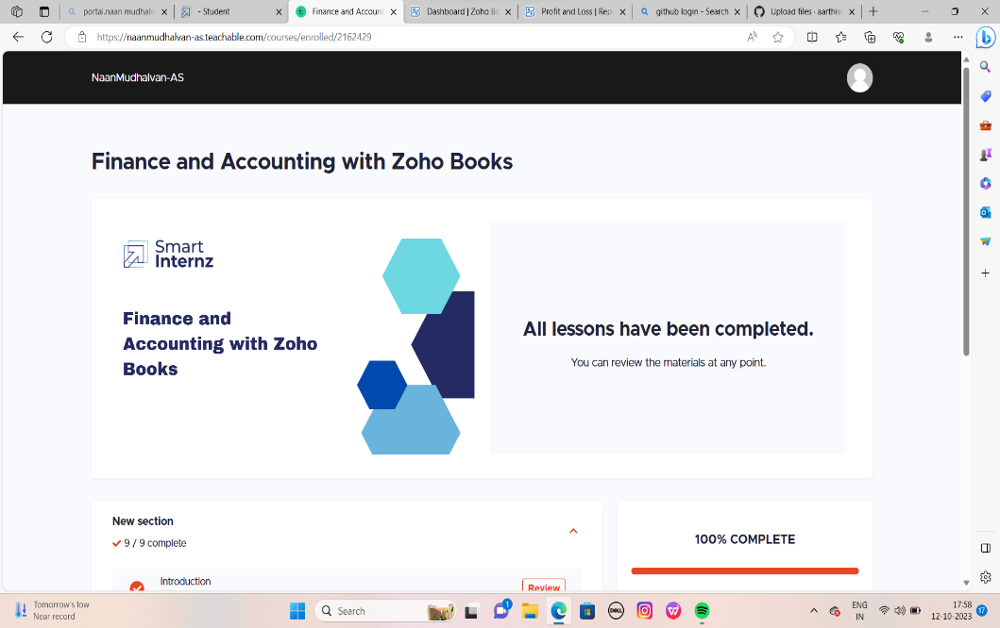 portal.naan mudhalv
- Student
Finance and Account
Dashboard | Zoho Bo
Profit and Loss | Rep
github login - Search
Upload files · aarthis
https://naanmudhalvan-as.teachable.com/courses/enrolled/2162429
NaanMudhalvan-AS
Finance and Accounting with Zoho Books
Smart
Internz
Finance and
Accounting with Zoho
Books
All lessons have been completed.
You can review the materials at any point.
New section
9 / 9 complete
100% COMPLETE
Introduction
Review
Tomorrow's low
Near record
Search
1
DELL
ENG
IN
17:58
12-10-2023
17